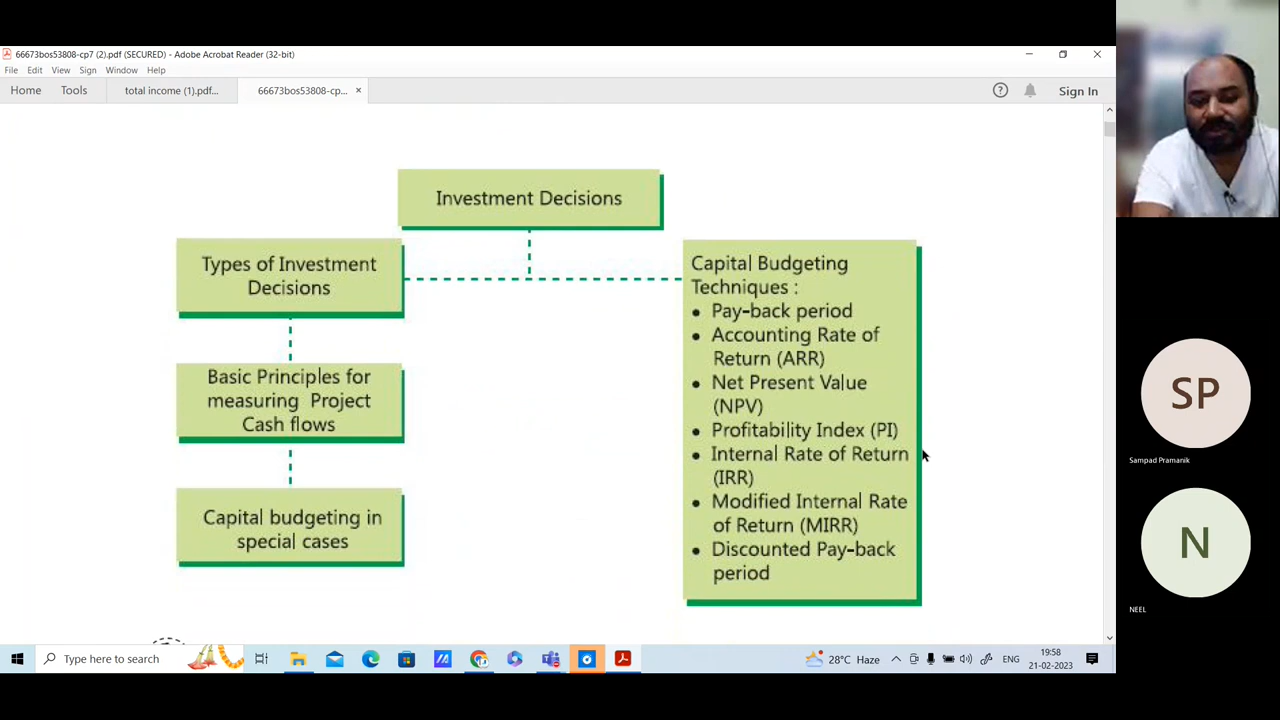 66673bos53808-cp7 (2).pdf (SECURED) - Adobe Acrobat Reader (32-bit)
File Edit View Sign Window Help
Home Tools total income (1).pdf... 66673bos53808-cp... × Sign In
Investment Decisions
Types of Investment
Decisions
Basic Principles for
measuring Project
Cash flows
Capital budgeting in
special cases
Capital Budgeting
Techniques :
• Pay-back period
• Accounting Rate of
Return (ARR)
• Net Present Value
(NPV)
• Profitability Index (PI)
• Internal Rate of Return
(IRR)
• Modified Internal Rate
of Return (MIRR)
• Discounted Pay-back
period
SP
Sampad Pramanik
N
NEEL
Type here to search
28°C Haze
ENG
19:58
21-02-2023